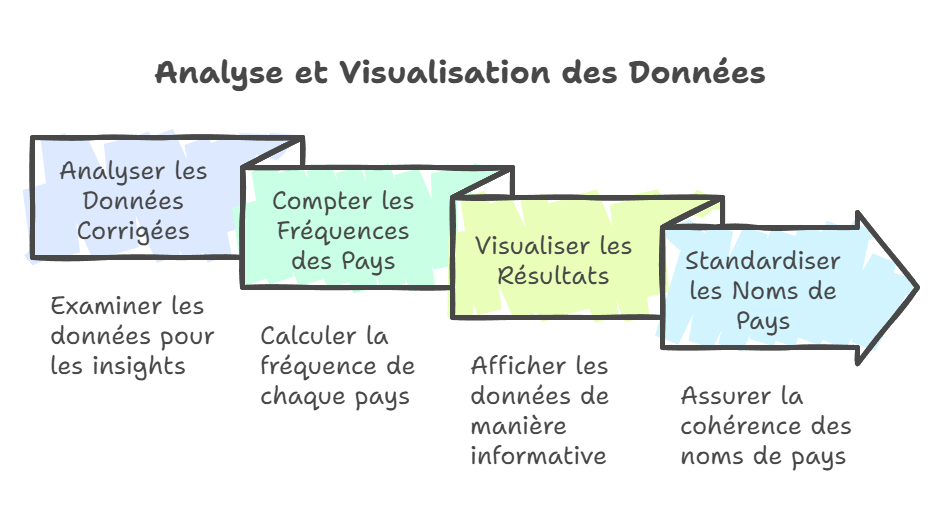 Analyse et Visualisation des Données
Analyser les
Données
Corrigées
Examiner les
données pour
les insights
Compter les
Fréquences
des Pays
Calculer la
fréquence de
chaque pays
Visualiser les
Résultats
Afficher les
données de
manière
informative
Standardiser
les Noms de
Pays
Assurer la
cohérence des
noms de pays